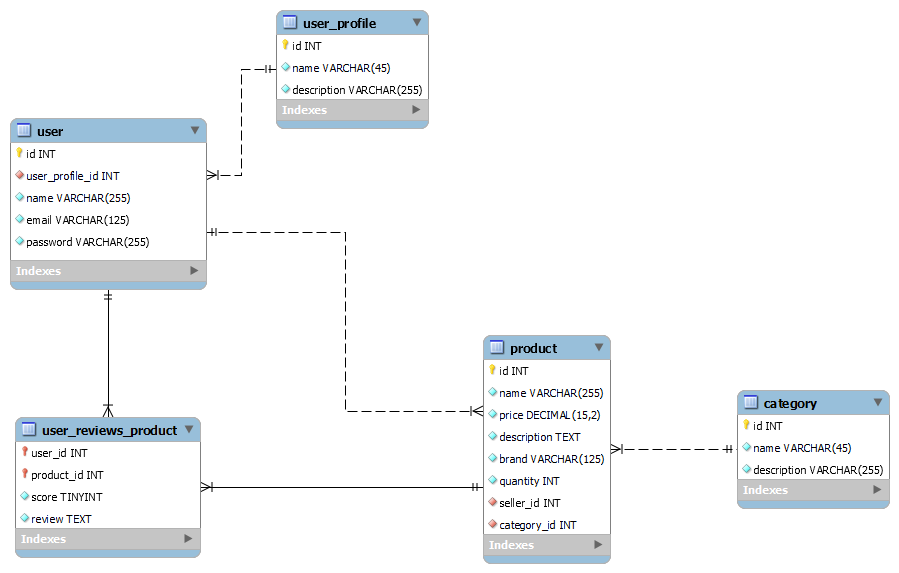 user_profile
id INT
name VARCHAR(45)
description VARCHAR(255)
Indexes
user
id INT
user_profile_id INT
name VARCHAR(255)
email VARCHAR(125)
password VARCHAR(255)
Indexes
user_reviews_product
user_id INT
product_id INT
score TINYINT
review TEXT
Indexes
product
id INT
name VARCHAR(255)
price DECIMAL(15,2)
description TEXT
brand VARCHAR(125)
quantity INT
seller_id INT
category_id INT
Indexes
category
id INT
name VARCHAR(45)
description VARCHAR(255)
Indexes